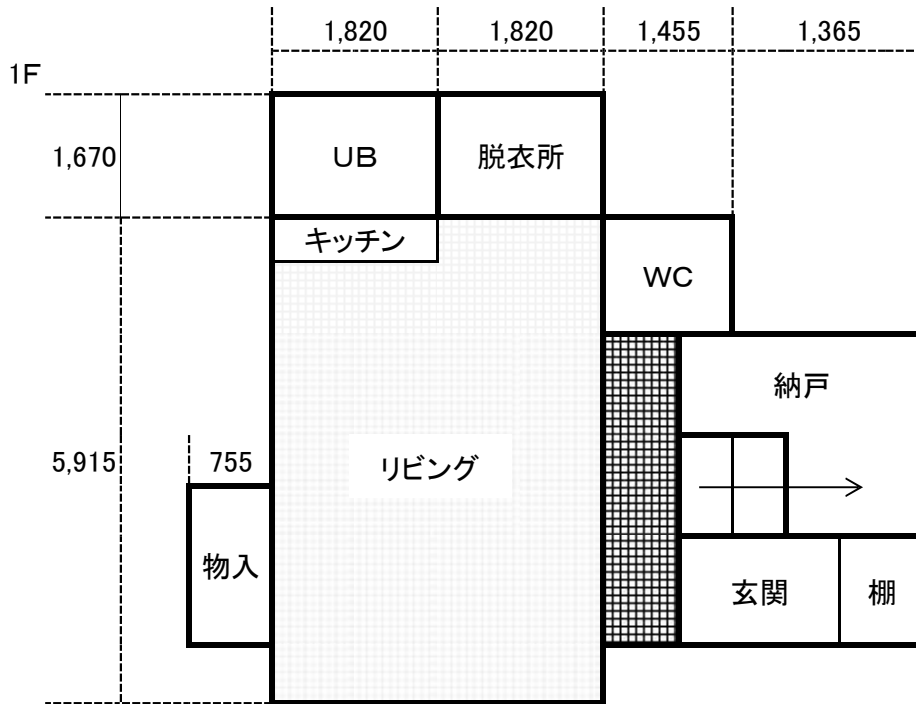 1,820
1,820
1,455
1,365
1F
1,670
UB
脱衣所
キッチン
WC
納戸
5,915
755
リビング
物入
玄関
棚